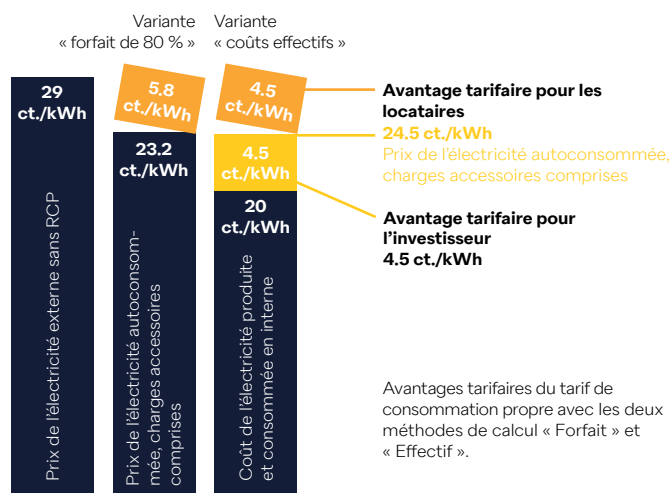 Variante
« forfait de 80 % »
Variante
« coûts effectifs »
29
ct./kWh
Prix de l’électricité externe sans RCP
5.8
ct./kWh
23.2
ct./kWh
Prix de l’électricité autoconsom-
mée, charges accessoires
comprises
4.5
ct./kWh
4.5
ct./kWh
20
ct./kWh
Coût de l’électricité produite
et consommée en interne
Avantage tarifaire pour les
locataires
24.5 ct./kWh
Prix de l’électricité autoconsommée,
charges accessoires comprises
Avantage tarifaire pour
l’investisseur
4.5 ct./kWh
Avantages tarifaires du tarif de
consommation propre avec les deux
méthodes de calcul « Forfait » et
« Effectif ».